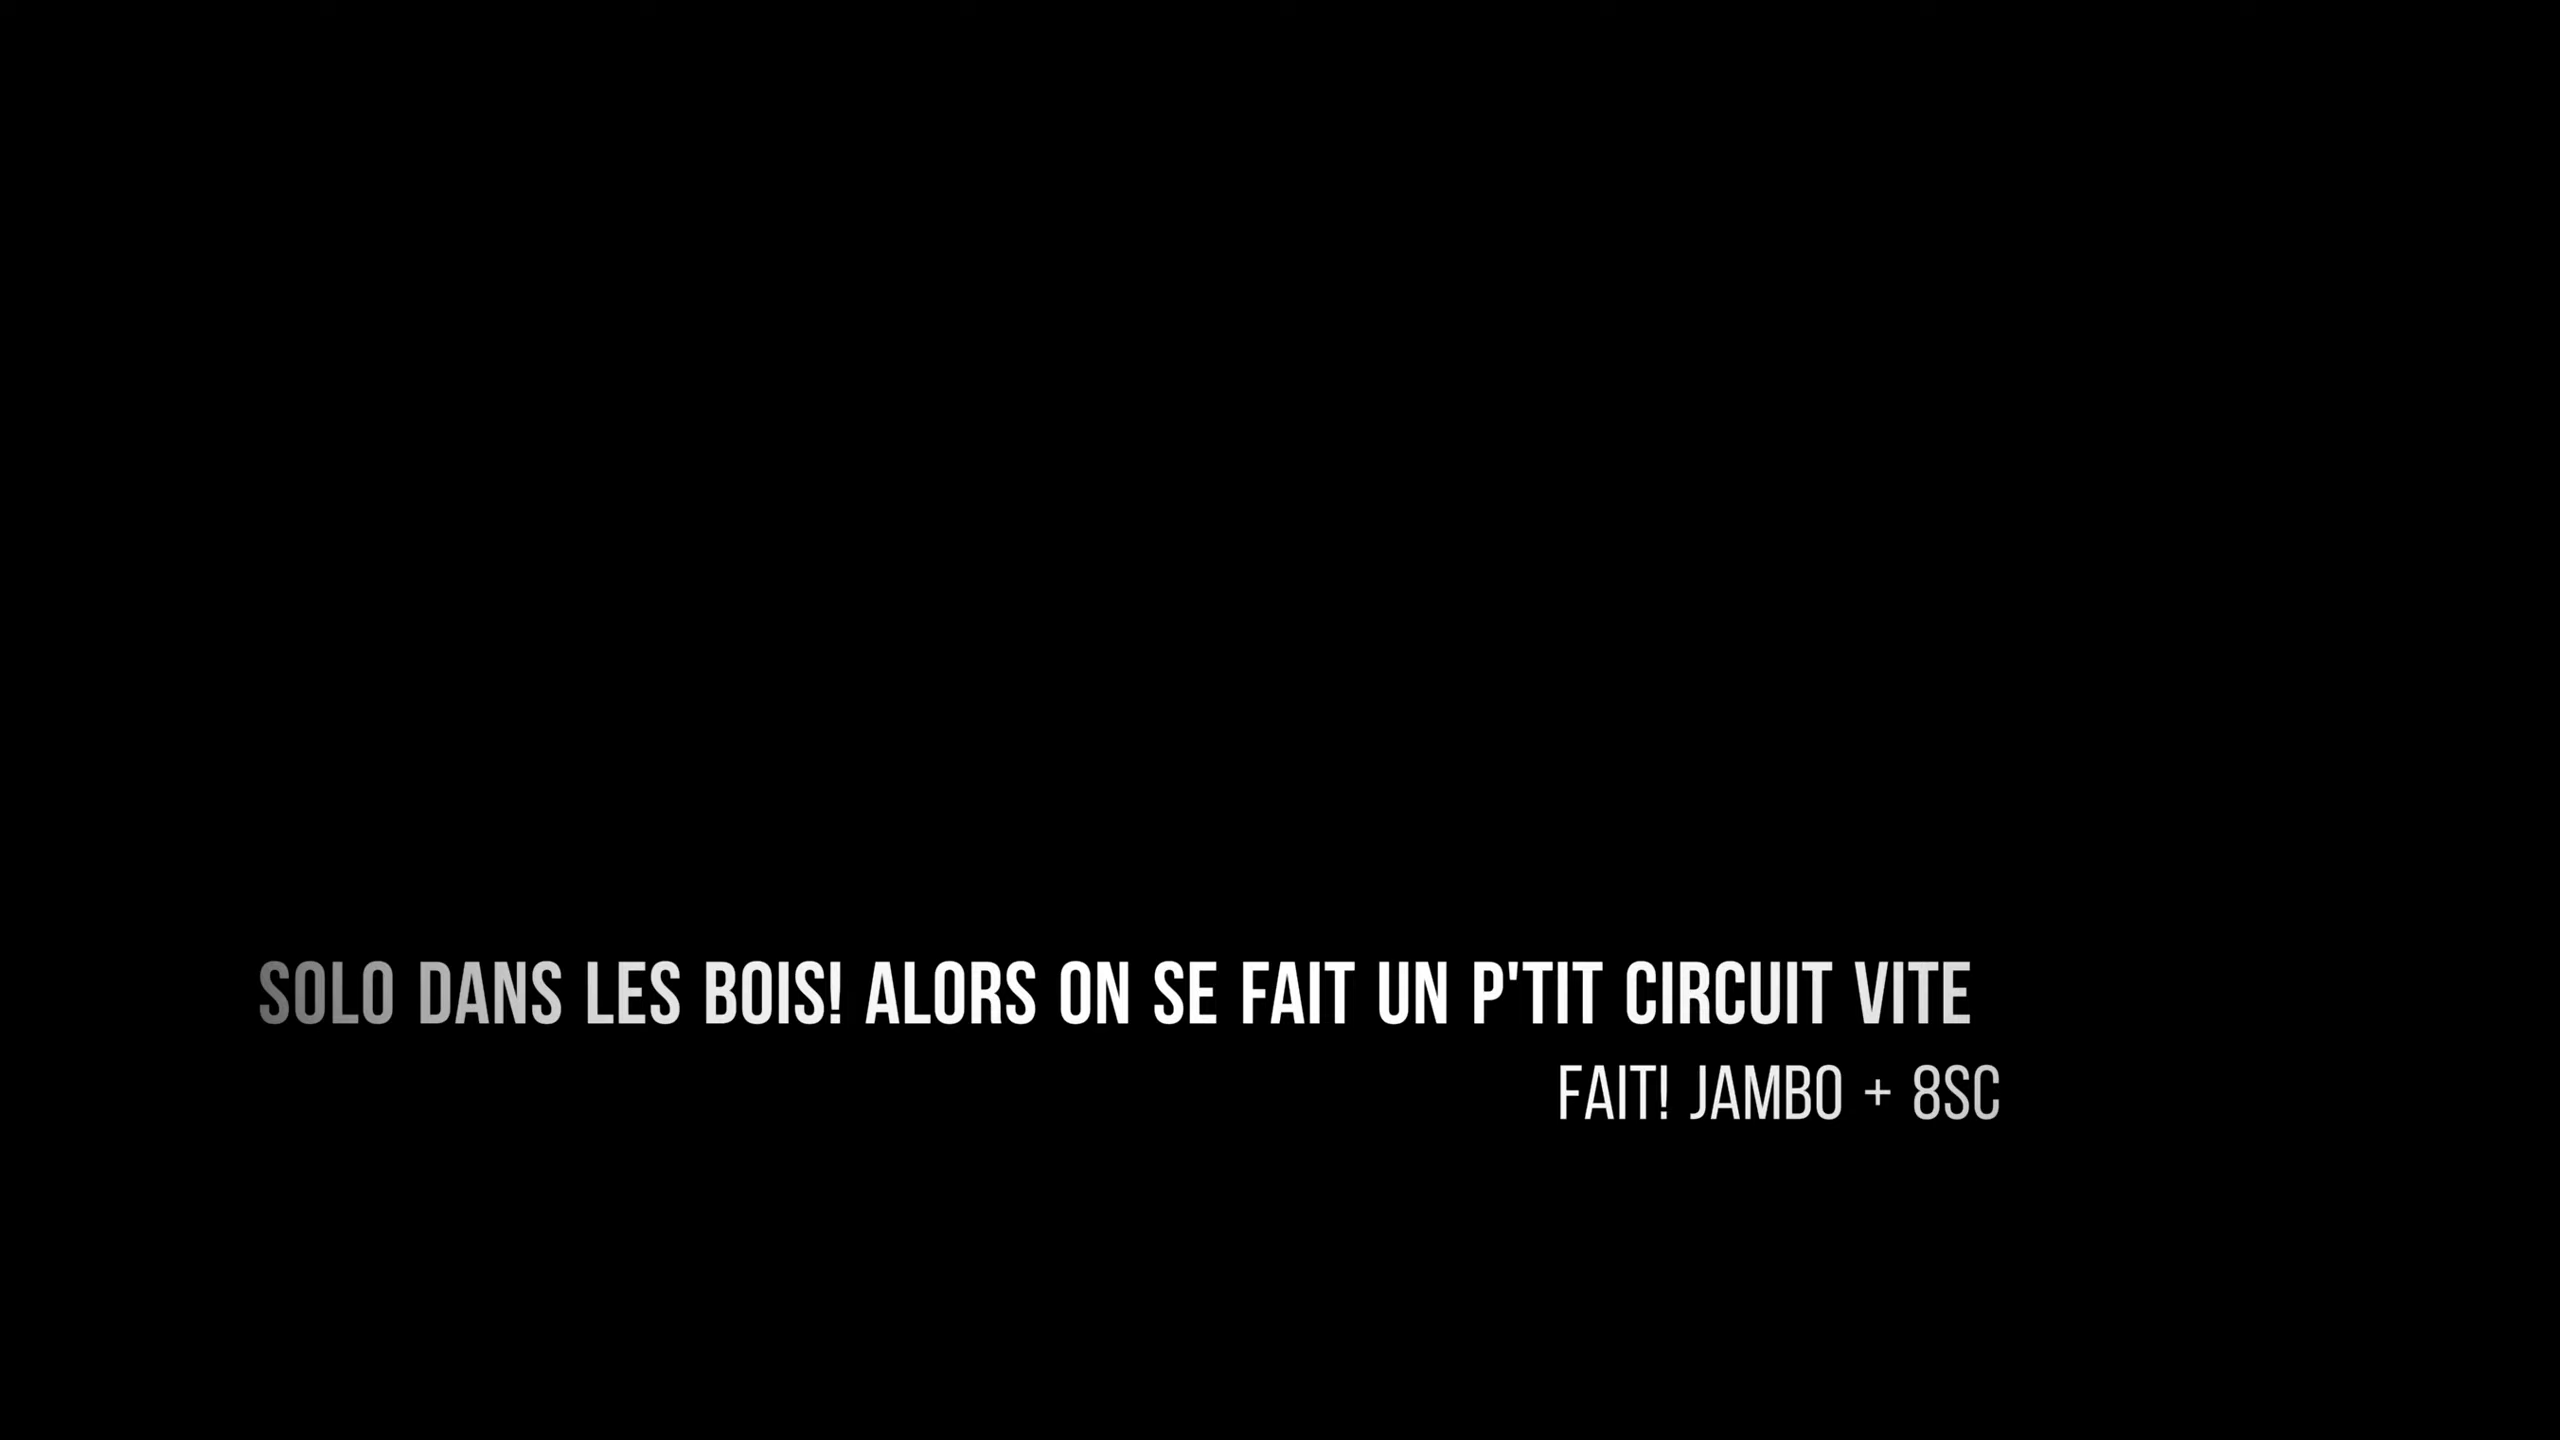 SOLO DANS LES BOIS! ALORS ON SE FAIT UN P'TIT CIRCUIT VITE
FAIT! JAMBO + 8SC